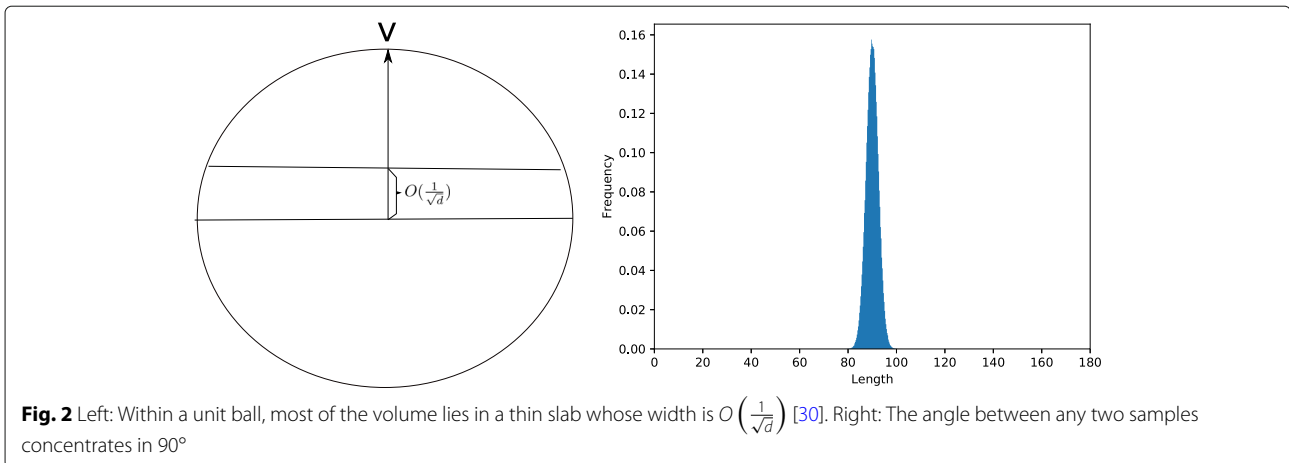 V
O(1/√d)
0.16
0.14
0.12
0.10
0.08
0.06
0.04
0.02
0.00
Frequency
0 20 40 60 80 100 120 140 160 180
Length
Fig. 2 Left: Within a unit ball, most of the volume lies in a thin slab whose width is O (1/√d) [30]. Right: The angle between any two samples
concentrates in 90°